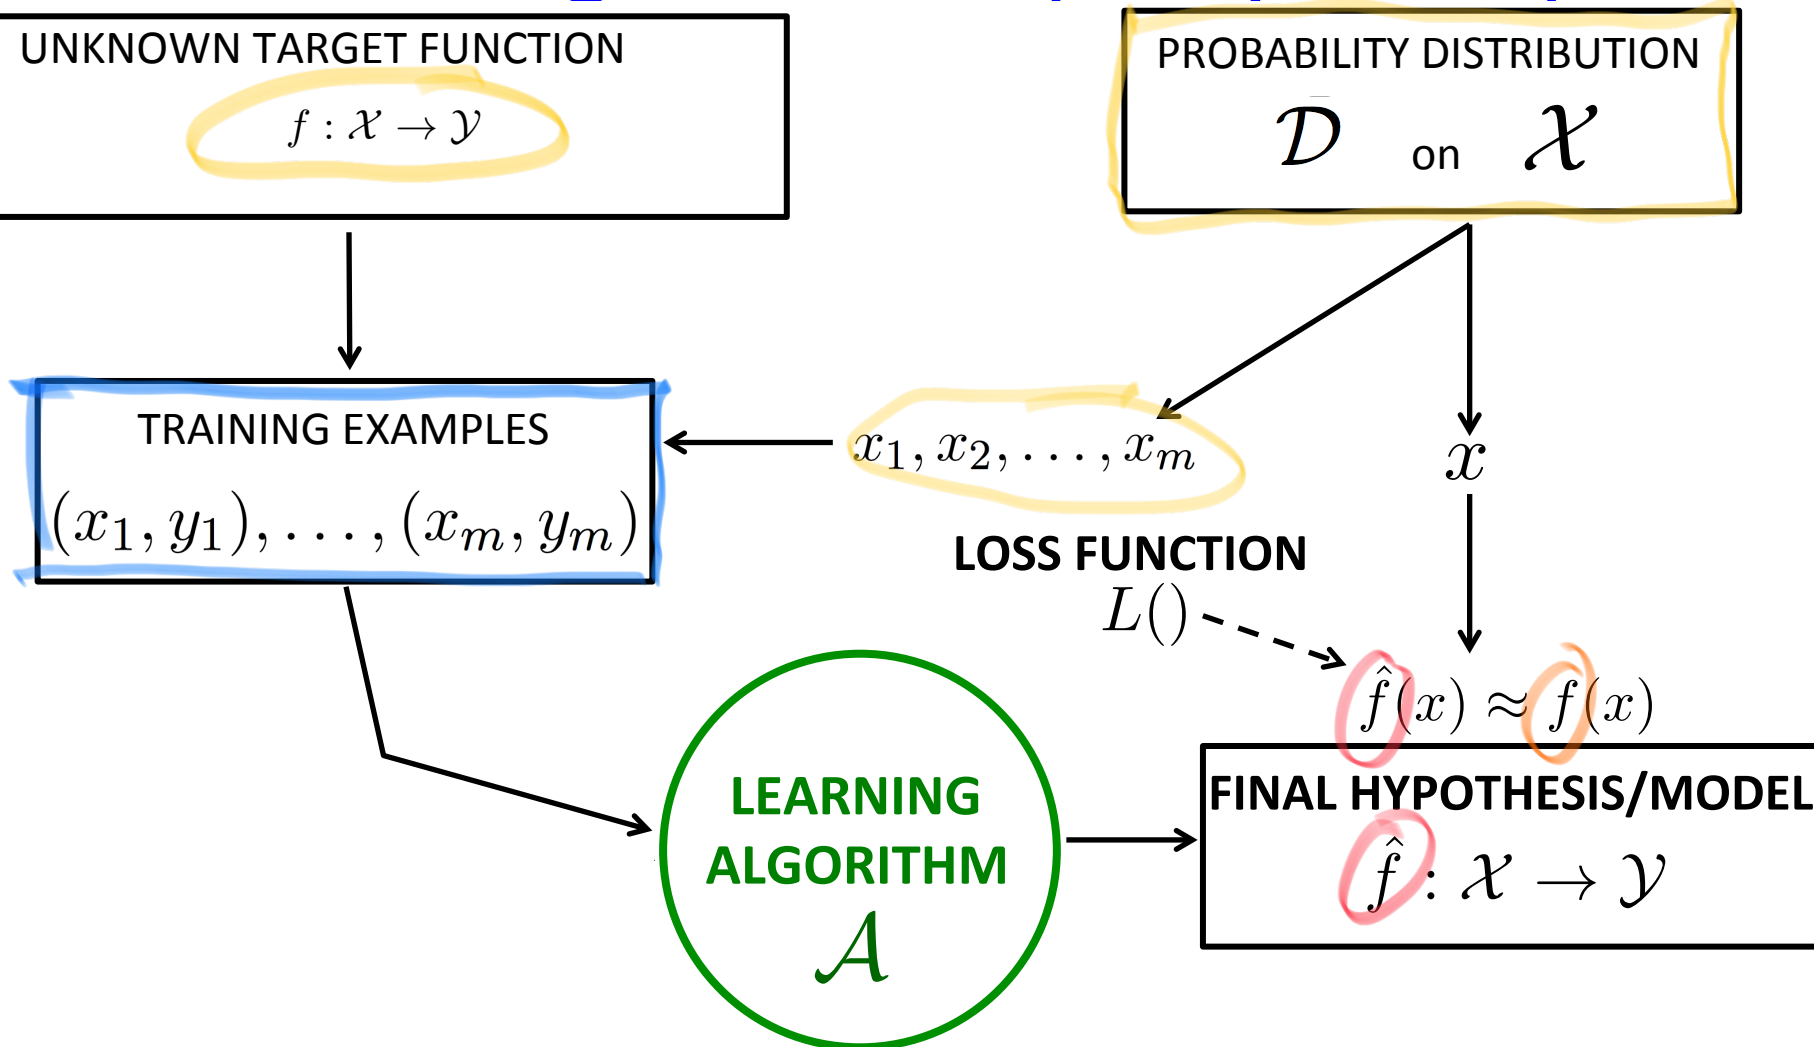 UNKNOWN TARGET FUNCTION
f : 𝒳 → 𝒴
PROBABILITY DISTRIBUTION
𝒟 on 𝒳
TRAINING EXAMPLES
(x₁, y₁), . . . , (xₘ, yₘ)
x₁, x₂, . . . , xₘ
x
LOSS FUNCTION
L()
f̂(x) ≈ f(x)
LEARNING
ALGORITHM
𝒜
FINAL HYPOTHESIS/MODEL
f̂ : 𝒳 → 𝒴